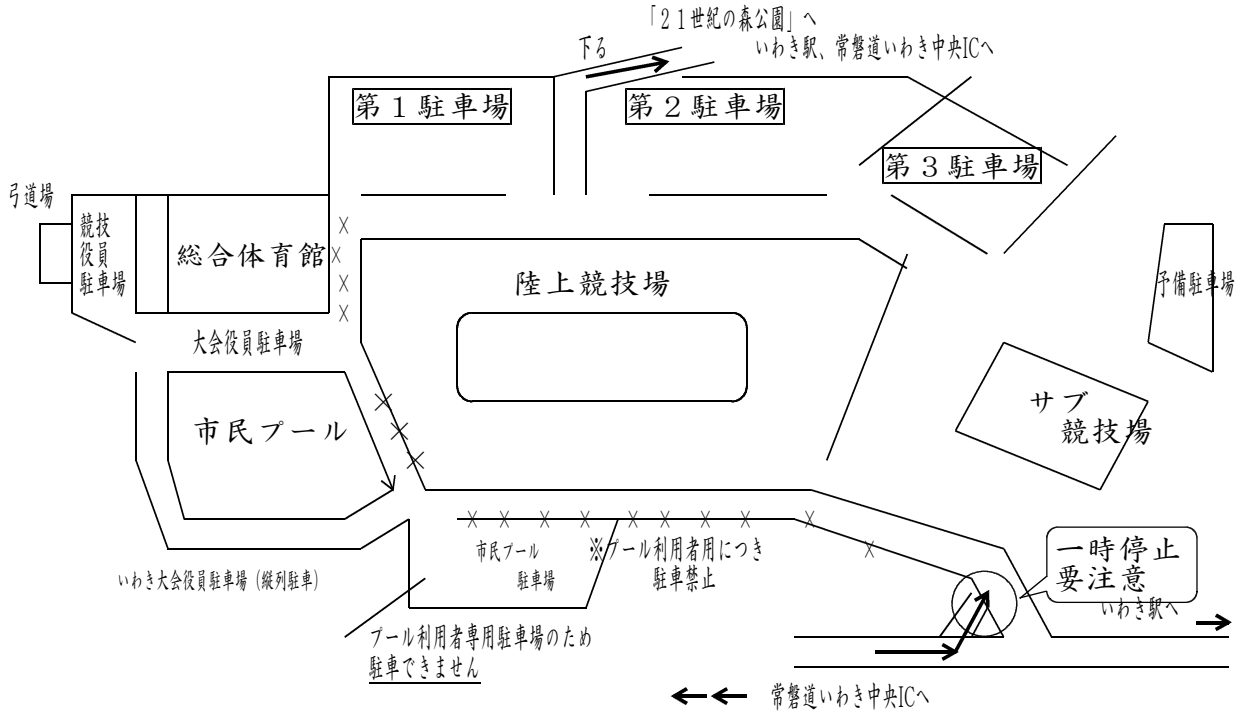 「２１世紀の森公園」へ
下る
いわき駅、常磐道いわき中央ICへ
第１駐車場
第２駐車場
第３駐車場
弓道場
競技
役員
駐車場
総合体育館
陸上競技場
予備駐車場
大会役員駐車場
市民プール
サブ
競技場
市民プール
駐車場
※プール利用者用につき
駐車禁止
一時停止
要注意
いわき大会役員駐車場（縦列駐車）
いわき駅へ
プール利用者専用駐車場のため
駐車できません
常磐道いわき中央ICへ